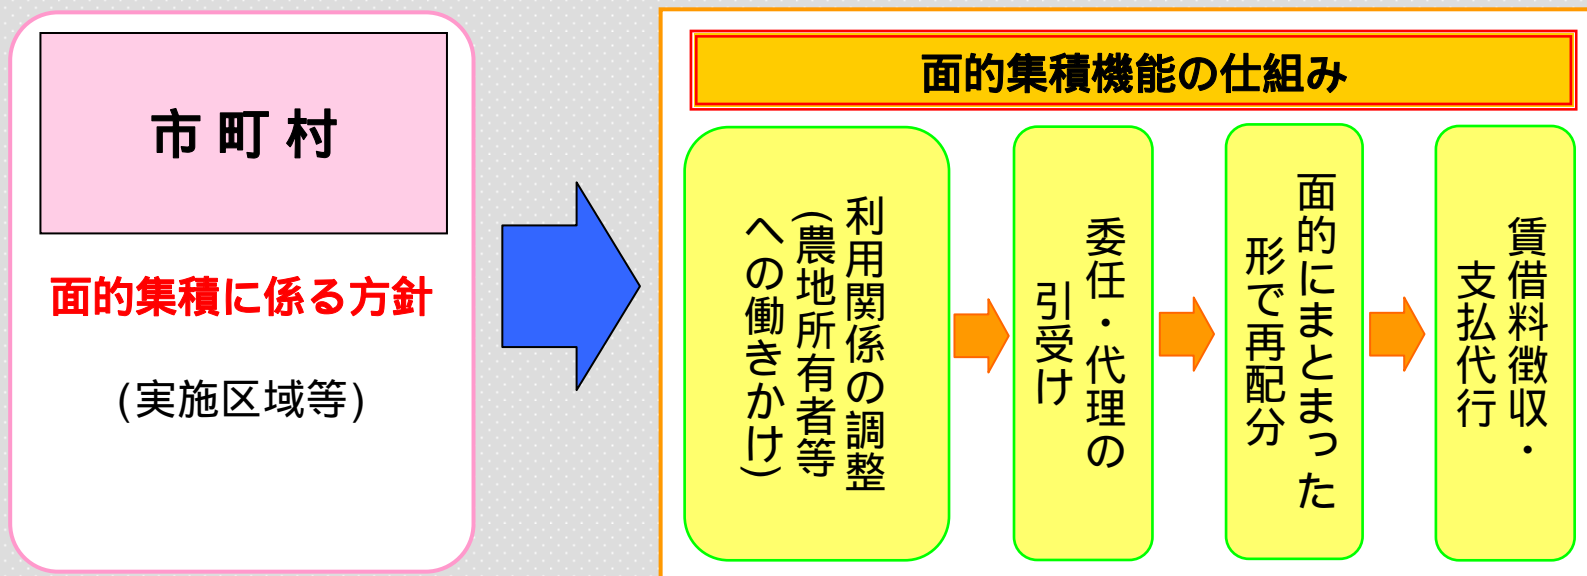 市町村
面的集積に係る方針
(実施区域等)
面的集積機能の仕組み
利用関係の調整
(農地所有者等
への働きかけ)
委任・代理の
引受け
面的にまとまった
形で再配分
賃借料徴収・
支払代行